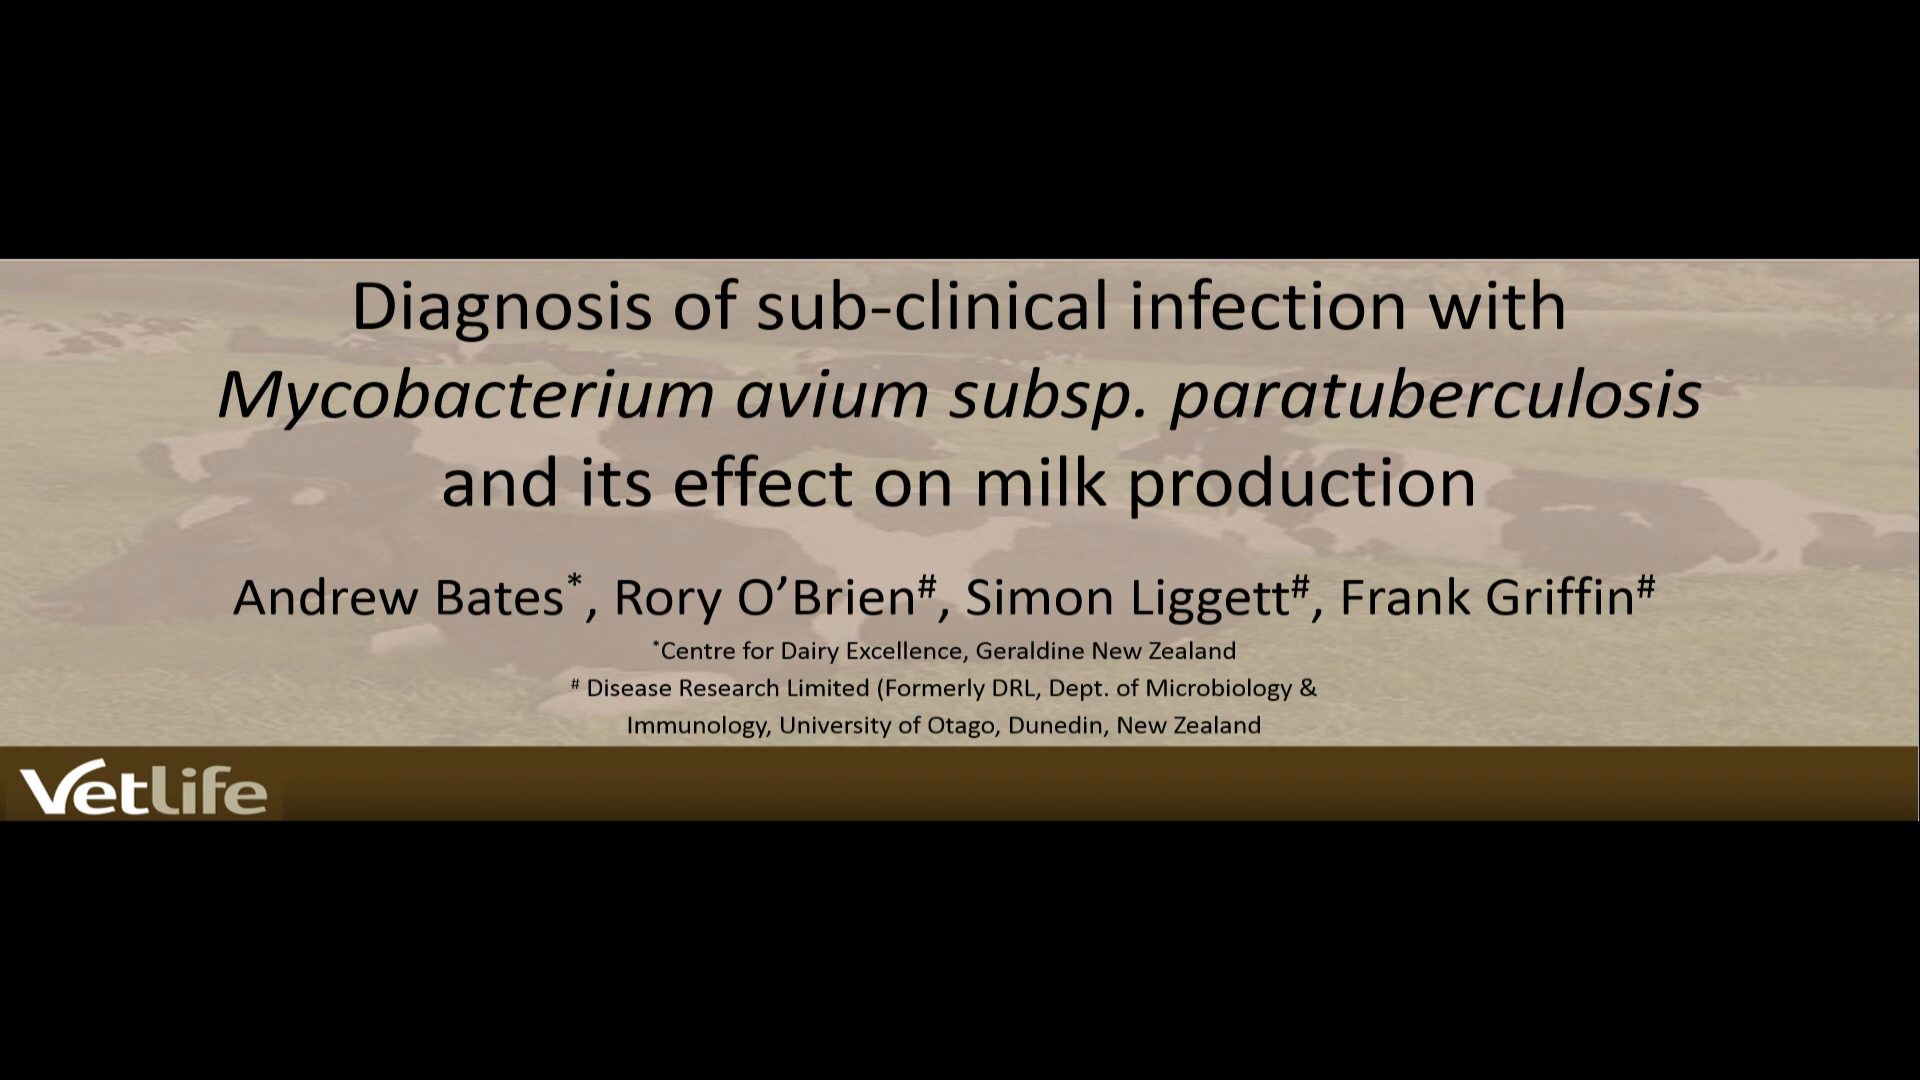 Diagnosis of sub-clinical infection with
Mycobacterium avium subsp. paratuberculosis
and its effect on milk production
Andrew Bates*, Rory O’Brien#, Simon Liggett#, Frank Griffin#
*Centre for Dairy Excellence, Geraldine New Zealand
# Disease Research Limited (Formerly DRL, Dept. of Microbiology &
Immunology, University of Otago, Dunedin, New Zealand
Vetlife